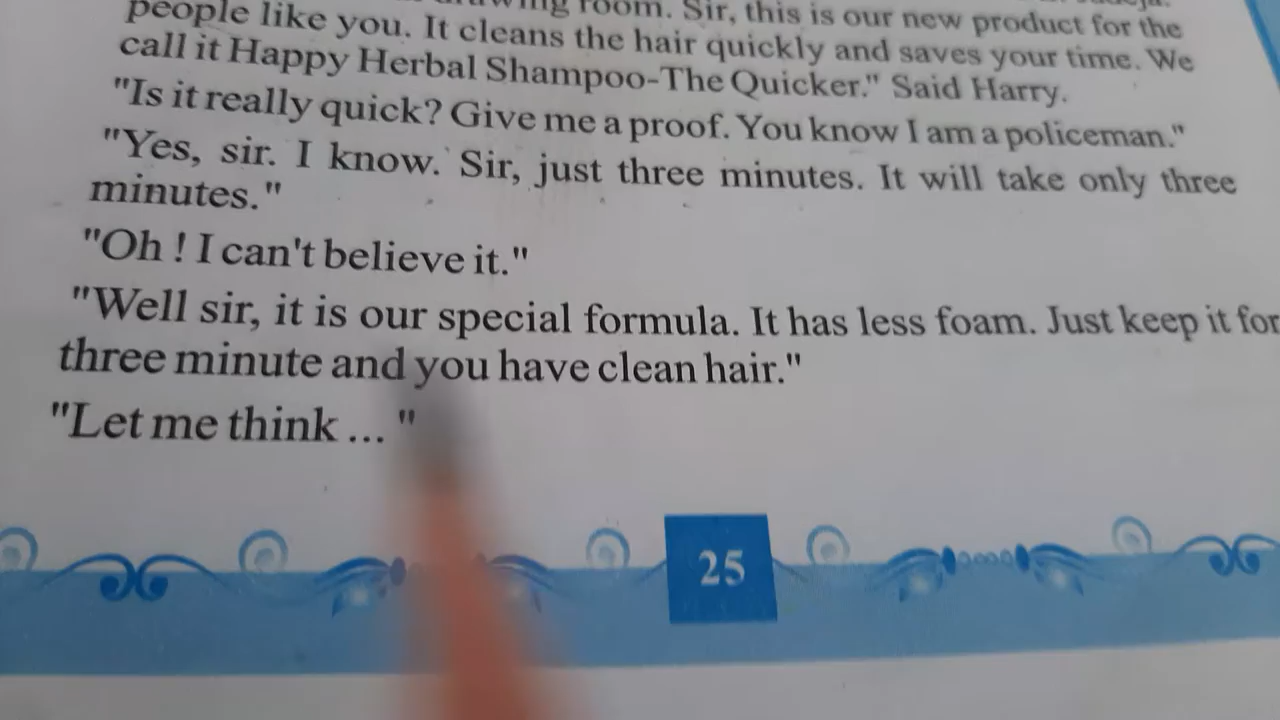 room. Sir, this is our new product for the
people like you. It cleans the hair quickly and saves your time. We
call it Happy Herbal Shampoo-The Quicker." Said Harry.
"Is it really quick? Give me a proof. You know I am a policeman."
"Yes, sir. I know. Sir, just three minutes. It will take only three
minutes."
"Oh ! I can't believe it."
"Well sir, it is our special formula. It has less foam. Just keep it for
three minute and you have clean hair."
"Let me think ... "
25